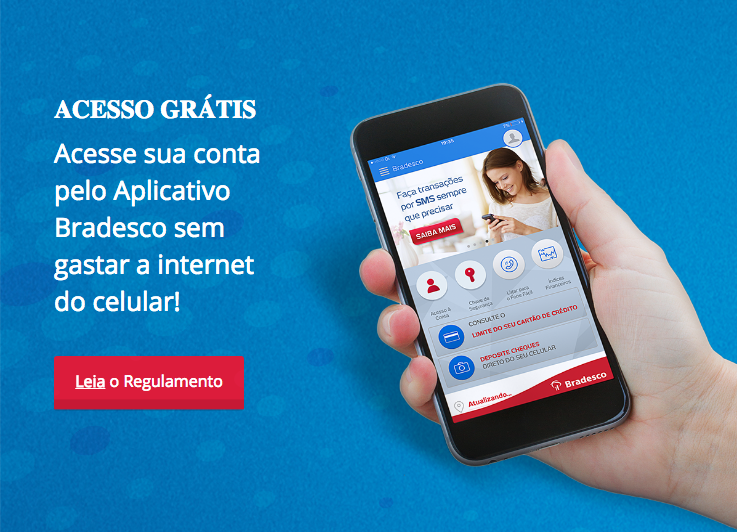 ACESSO GRÁTIS
Acesse sua conta
pelo Aplicativo
Bradesco sem
gastar a internet
do celular!
Leia o Regulamento
19:35
Bradesco
Faça transações
por SMS sempre
que precisar
SAIBA MAIS
Acesso à
Conta
Chave de
Segurança
Ligar para
o Fone Fácil
Índices
Financeiros
CONSULTE O
LIMITE DO SEU CARTÃO DE CRÉDITO
DEPOSITE CHEQUES
DIRETO DO SEU CELULAR
Atualizando...
Bradesco